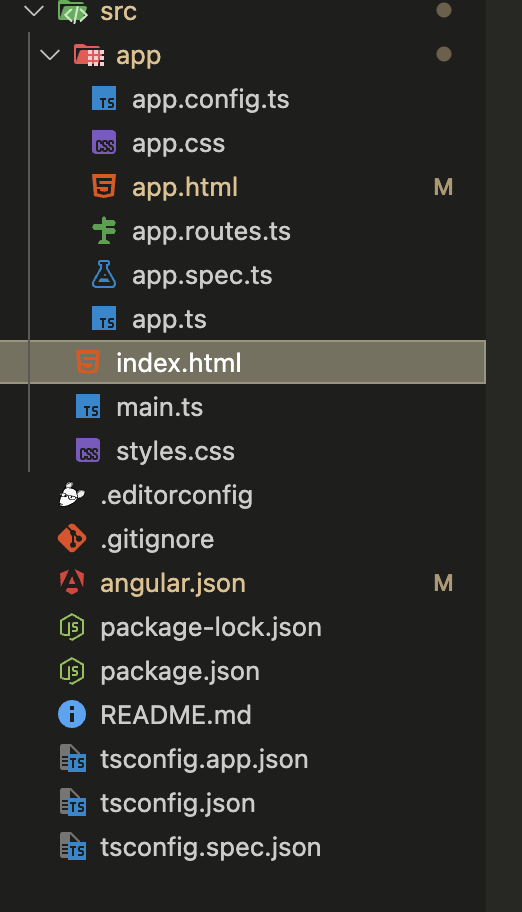 src
app
app.config.ts
app.css
app.html M
app.routes.ts
app.spec.ts
app.ts
index.html
main.ts
styles.css
.editorconfig
.gitignore
angular.json M
package-lock.json
package.json
README.md
tsconfig.app.json
tsconfig.json
tsconfig.spec.json